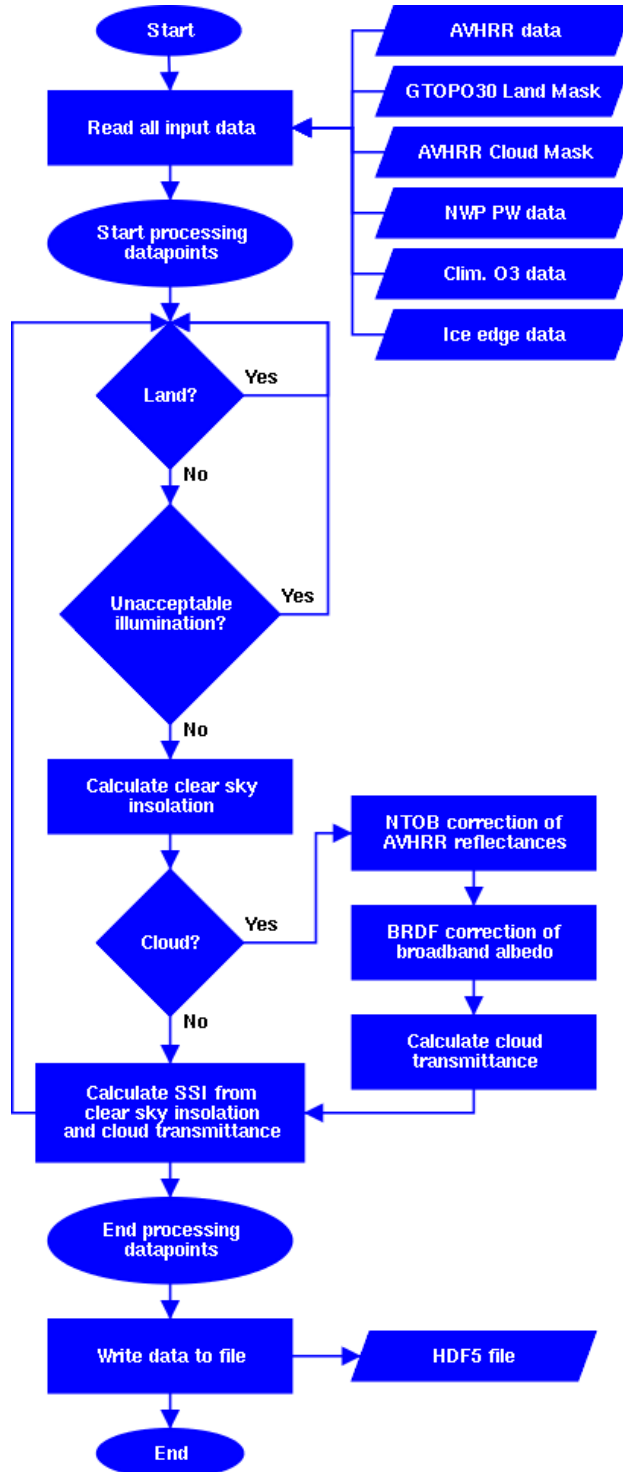 Start
AVHRR data
GTOPO30 Land Mask
Read all input data
AVHRR Cloud Mask
NWP PW data
Start processing
datapoints
Clim. O3 data
Ice edge data
Land?
Yes
No
Unacceptable
illumination?
Yes
No
Calculate clear sky
insolation
NTOB correction of
AVHRR reflectances
Cloud?
Yes
BRDF correction of
broadband albedo
No
Calculate cloud
transmittance
Calculate SSI from
clear sky insolation
and cloud transmittance
End processing
datapoints
Write data to file
HDF5 file
End